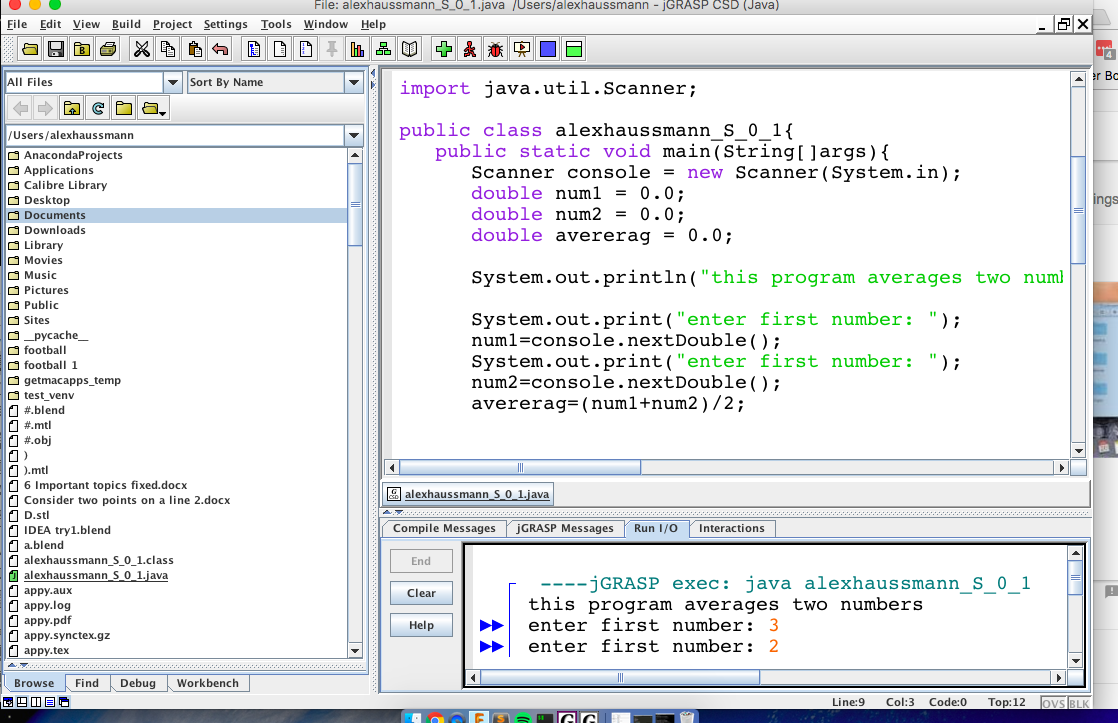 File: alexhaussmann_S_0_1.java /Users/alexhaussmann - jGRASP CSD (Java)
File Edit View Build Project Settings Tools Window Help
All Files
Sort By Name
/Users/alexhaussmann
AnacondaProjects
Applications
Calibre Library
Desktop
Documents
Downloads
Library
Movies
Music
Pictures
Public
Sites
__pycache__
football
football 1
getmacapps_temp
test_venv
#.blend
#.mtl
#.obj
)
).mtl
6 Important topics fixed.docx
Consider two points on a line 2.docx
D.stl
IDEA try1.blend
a.blend
alexhaussmann_S_0_1.class
alexhaussmann_S_0_1.java
appy.aux
appy.log
appy.pdf
appy.synctex.gz
appy.tex
Browse Find Debug Workbench
import java.util.Scanner;
public class alexhaussmann_S_0_1{
public static void main(String[]args){
Scanner console = new Scanner(System.in);
double num1 = 0.0;
double num2 = 0.0;
double avererag = 0.0;
System.out.println("this program averages two numb
System.out.print("enter first number: ");
num1=console.nextDouble();
System.out.print("enter first number: ");
num2=console.nextDouble();
avererag=(num1+num2)/2;
alexhaussmann_S_0_1.java
Compile Messages jGRASP Messages Run I/O Interactions
End
Clear
Help
----jGRASP exec: java alexhaussmann_S_0_1
this program averages two numbers
enter first number: 3
enter first number: 2
Line:9 Col:3 Code:0 Top:12 OVS BLK
4
er Bo
ings